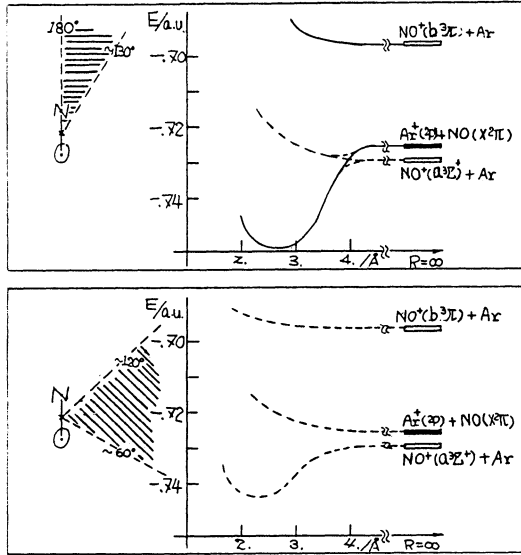 E/a.u.
180°
~130°
N
O
-.70
-.72
-.74
NO⁺(b³π) + Ar
Ar⁺(²p) + NO(X²π)
NO⁺(a³Σ⁺) + Ar
2. 3. 4. /Å R=∞
E/a.u.
~120°
N
O
~60°
-.70
-.72
-.74
NO⁺(b³π) + Ar
Ar⁺(²p) + NO(X²π)
NO⁺(a³Σ⁺) + Ar
2. 3. 4. /Å R=∞